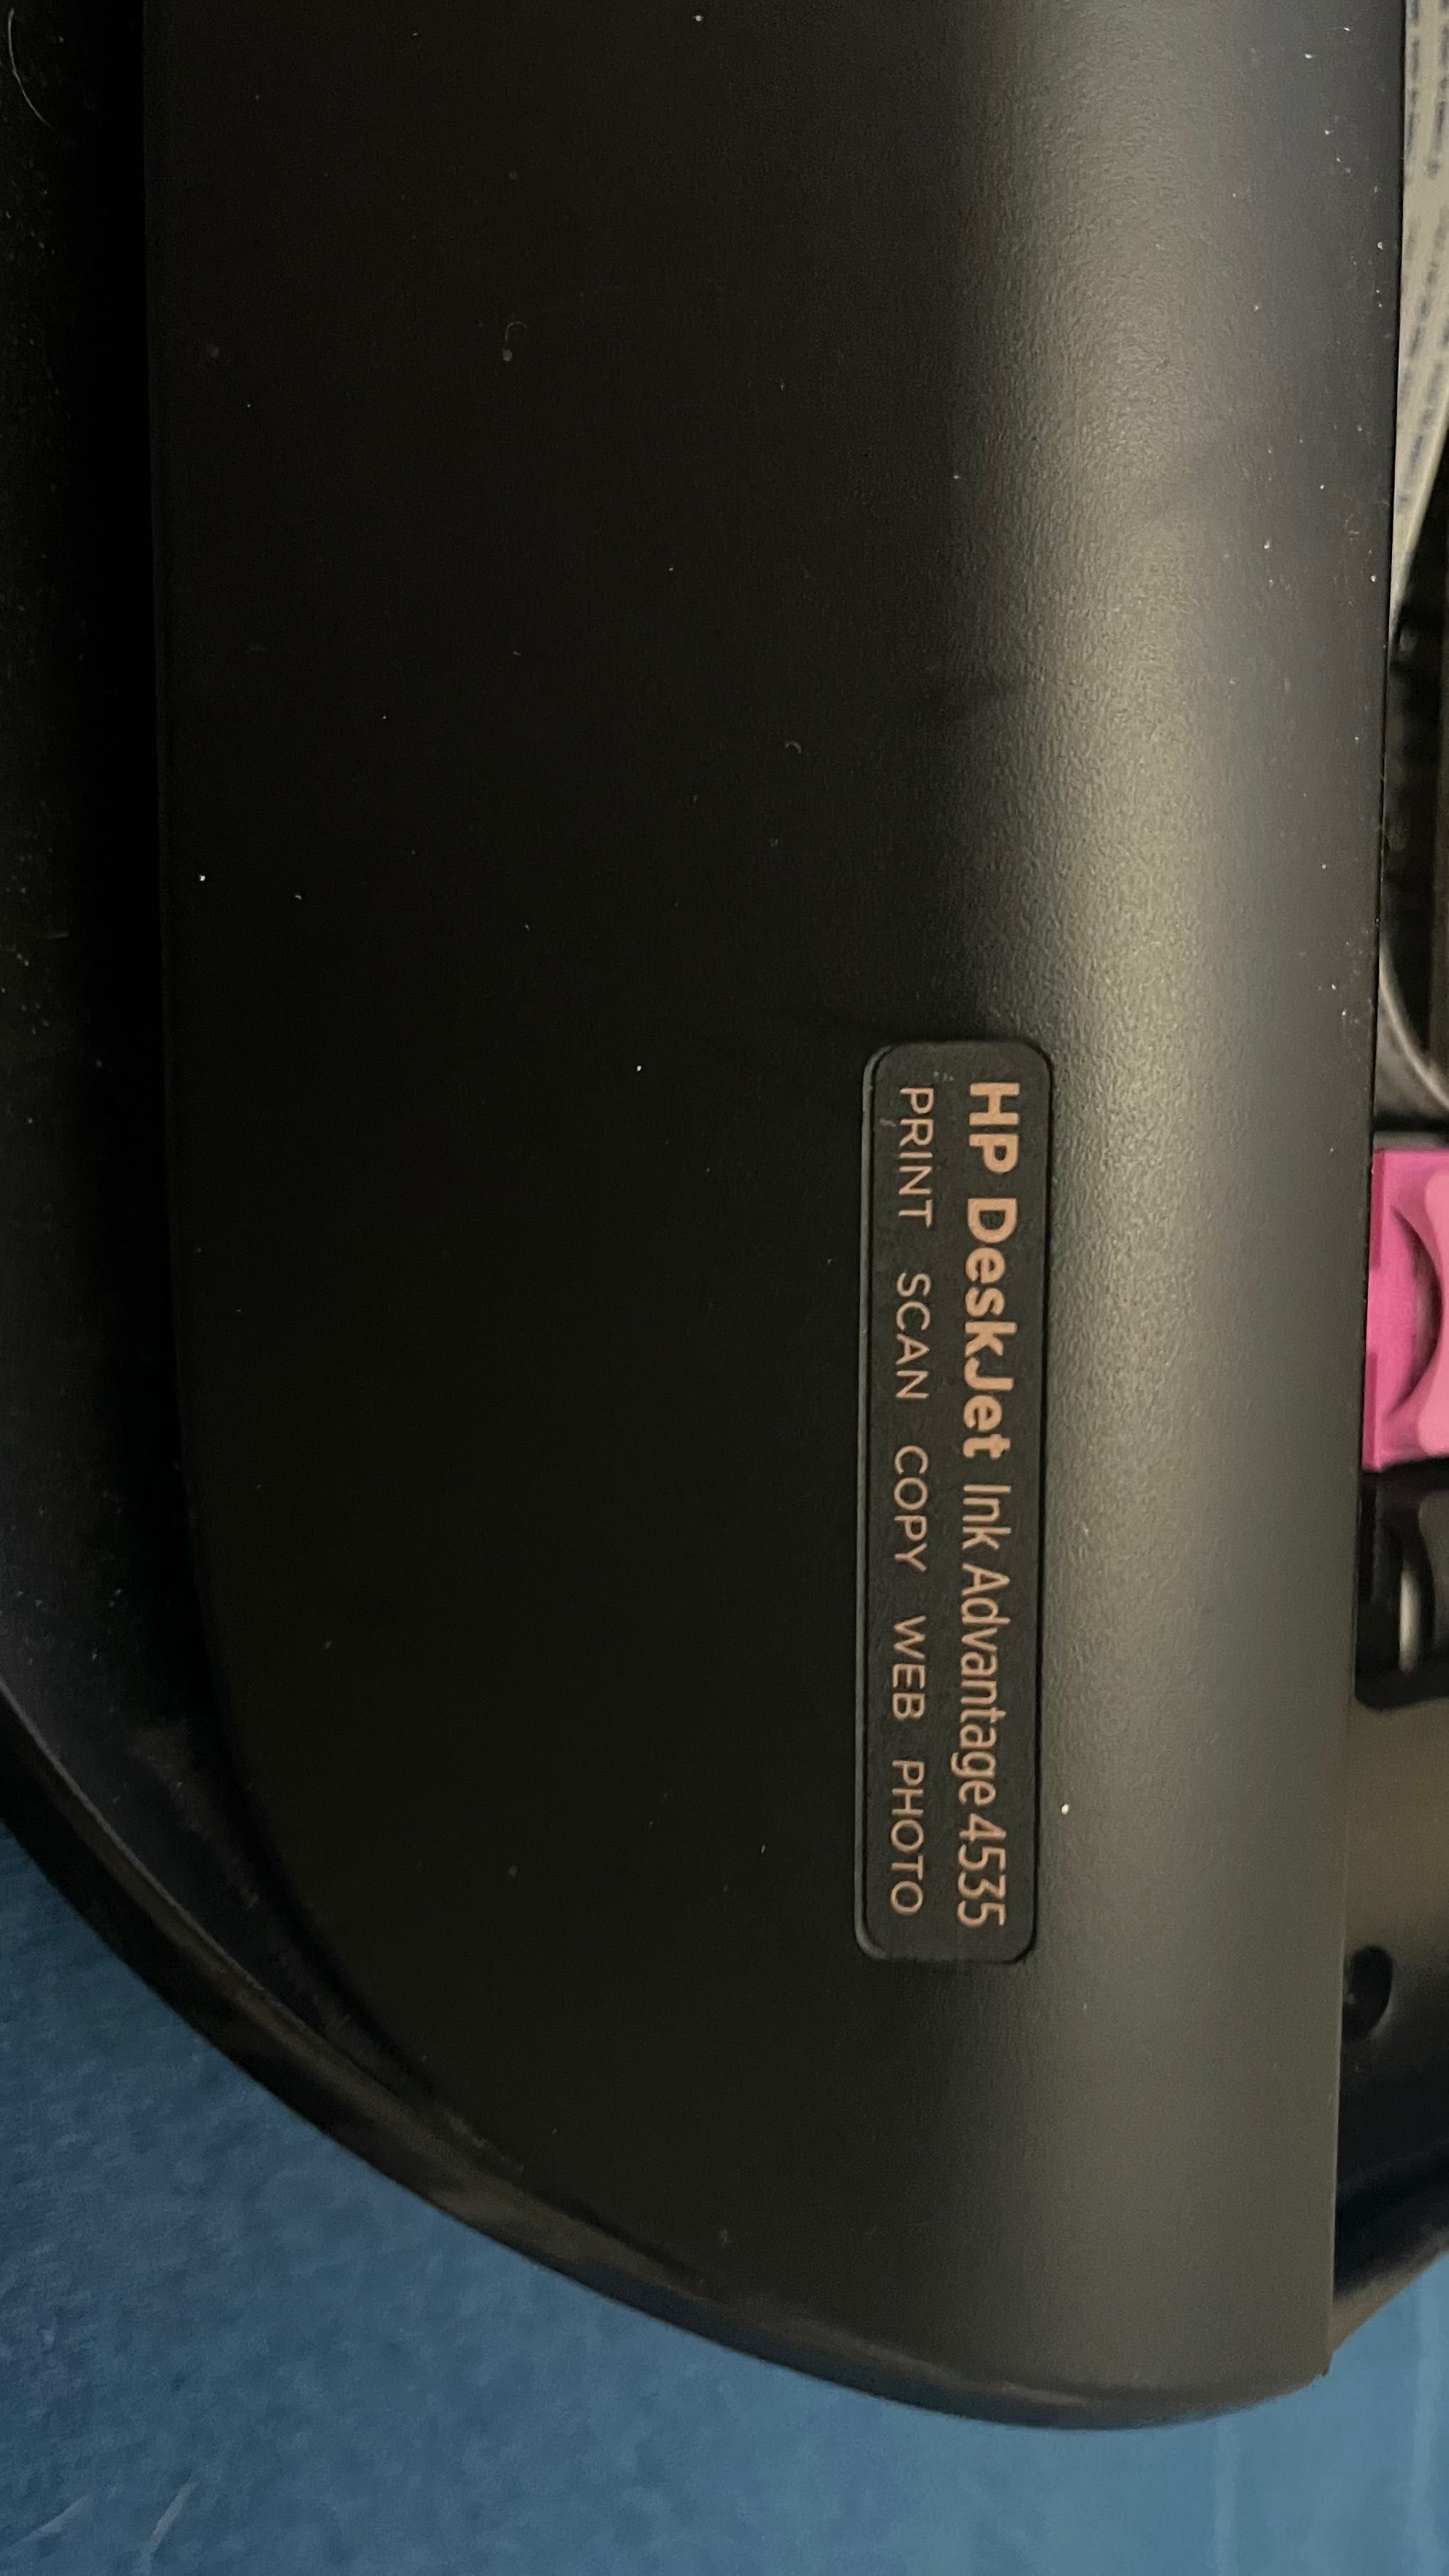 HP DeskJet Ink Advantage 4535
PRINT SCAN COPY WEB PHOTO